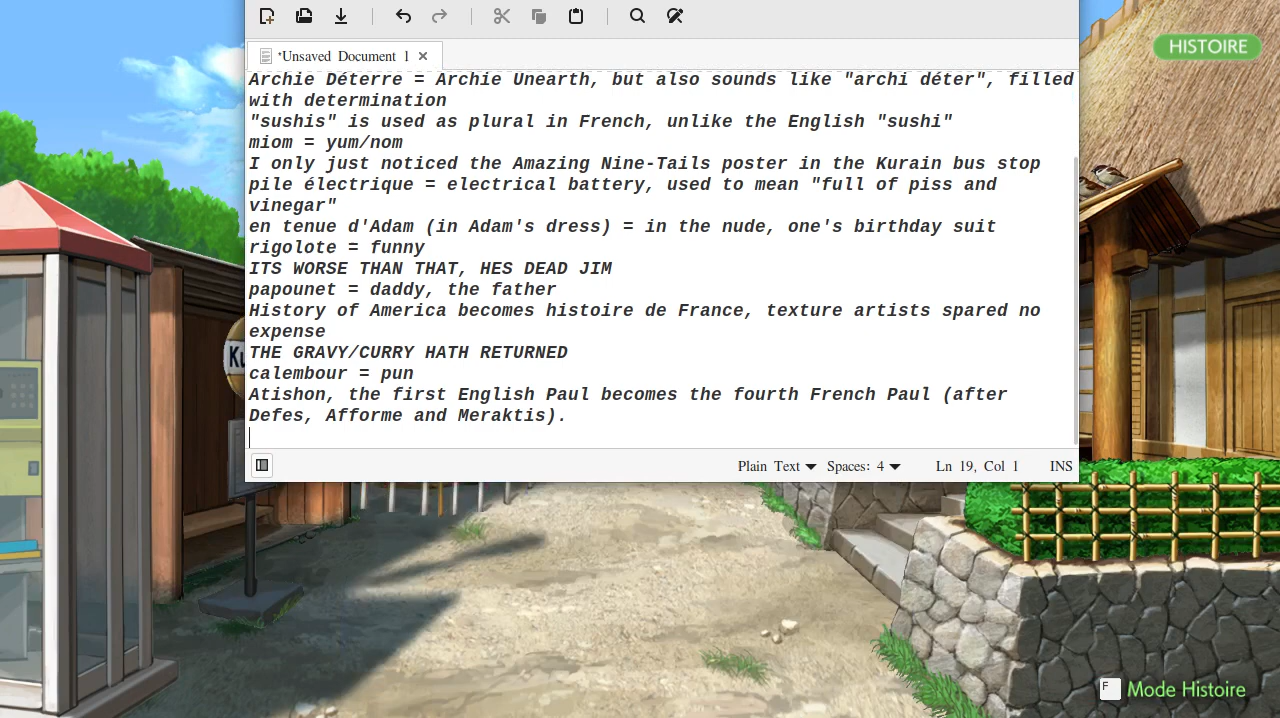 HISTOIRE
*Unsaved Document 1
Archie Déterre = Archie Unearth, but also sounds like "archi déter", filled
with determination
"sushis" is used as plural in French, unlike the English "sushi"
miom = yum/nom
I only just noticed the Amazing Nine-Tails poster in the Kurain bus stop
pile électrique = electrical battery, used to mean "full of piss and
vinegar"
en tenue d'Adam (in Adam's dress) = in the nude, one's birthday suit
rigolote = funny
ITS WORSE THAN THAT, HES DEAD JIM
papounet = daddy, the father
History of America becomes histoire de France, texture artists spared no
expense
THE GRAVY/CURRY HATH RETURNED
calembour = pun
Atishon, the first English Paul becomes the fourth French Paul (after
Defes, Afforme and Meraktis).
Ku
Plain Text Spaces: 4 Ln 19, Col 1 INS
F Mode Histoire